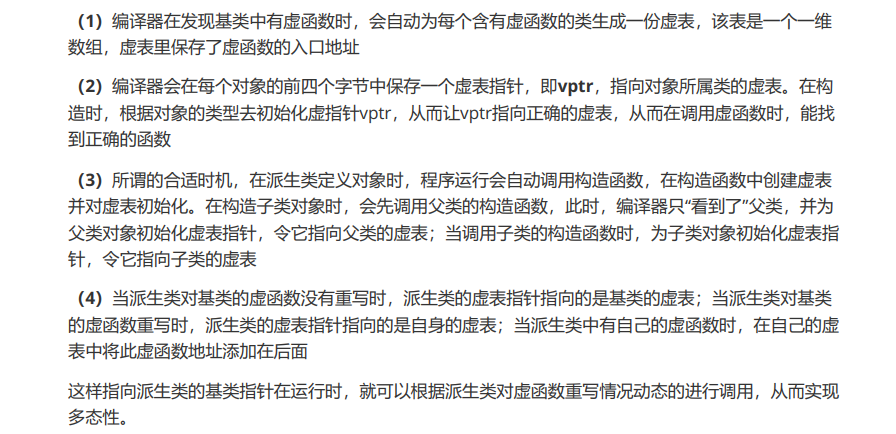 （1）编译器在发现基类中有虚函数时，会自动为每个含有虚函数的类生成一份虚表，该表是一个一维
数组，虚表里保存了虚函数的入口地址
（2）编译器会在每个对象的前四个字节中保存一个虚表指针，即vptr，指向对象所属类的虚表。在构
造时，根据对象的类型去初始化虚指针vptr，从而让vptr指向正确的虚表，从而在调用虚函数时，能找
到正确的函数
（3）所谓的合适时机，在派生类定义对象时，程序运行会自动调用构造函数，在构造函数中创建虚表
并对虚表初始化。在构造子类对象时，会先调用父类的构造函数，此时，编译器只“看到了”父类，并为
父类对象初始化虚表指针，令它指向父类的虚表；当调用子类的构造函数时，为子类对象初始化虚表指
针，令它指向子类的虚表
（4）当派生类对基类的虚函数没有重写时，派生类的虚表指针指向的是基类的虚表；当派生类对基类
的虚函数重写时，派生类的虚表指针指向的是自身的虚表；当派生类中有自己的虚函数时，在自己的虚
表中将此虚函数地址添加在后面
这样指向派生类的基类指针在运行时，就可以根据派生类对虚函数重写情况动态的进行调用，从而实现
多态性。